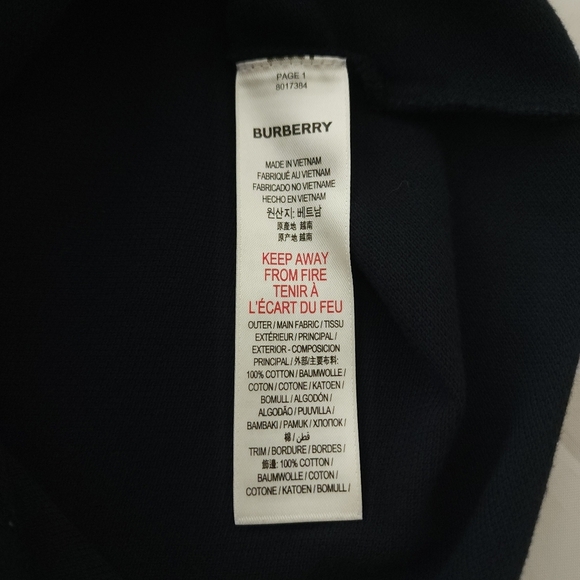 PAGE 1
8017384
BURBERRY
MADE IN VIETNAM
FABRIQUÉ AU VIETNAM
FABRICADO NO VIETNAME
HECHO EN VIETNAM
원산지: 베트남
原產地 越南
原产地 越南
KEEP AWAY
FROM FIRE
TENIR À
L'ÉCART DU FEU
OUTER / MAIN FABRIC / TISSU
EXTÉRIEUR / PRINCIPAL /
EXTERIOR - COMPOSICION
PRINCIPAL / 外部/主要布料:
100% COTTON / BAUMWOLLE /
COTON / COTONE / KATOEN /
BOMULL / ALGODÓN /
ALGODÃO / PUUVILLA /
BAMBAKI / PAMUK / ХЛОПОК /
棉 / قطن /
TRIM / BORDURE / BORDES /
飾邊: 100% COTTON /
BAUMWOLLE / COTON /
COTONE / KATOEN / BOMULL /